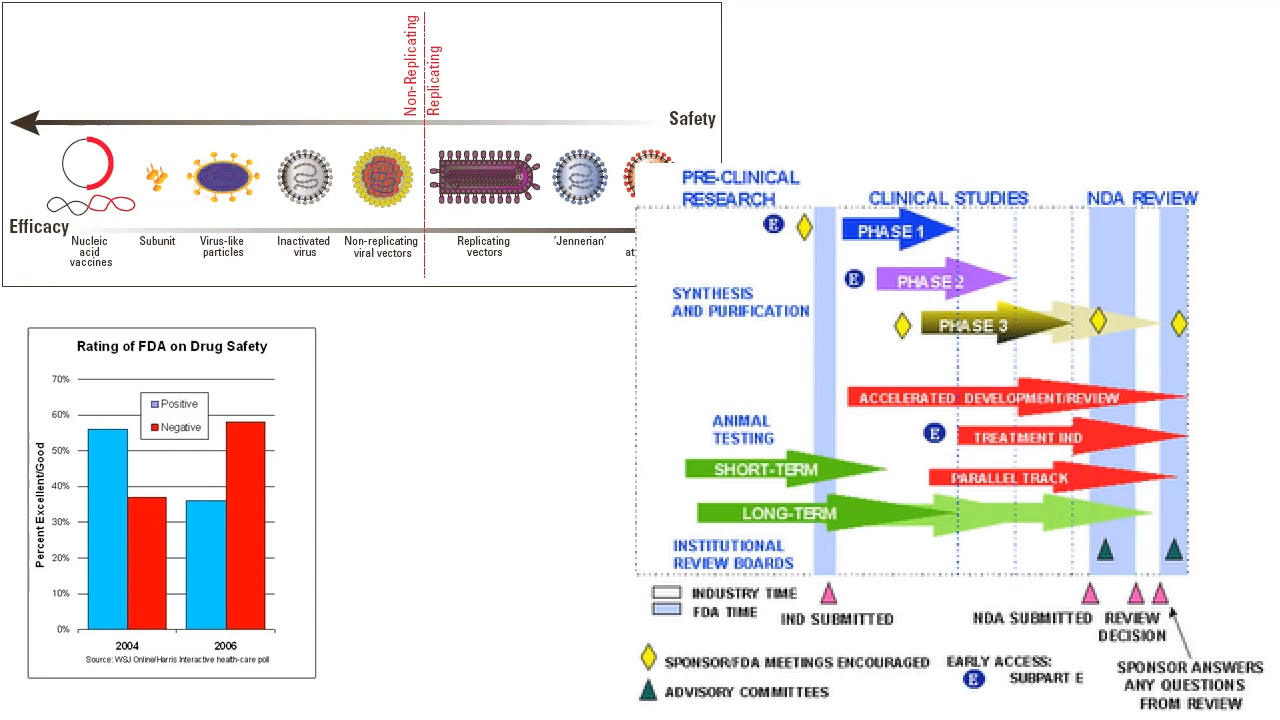 Non-Replicating
Replicating
Safety
Efficacy
Nucleic
acid
vaccines
Subunit
Virus-like
particles
Inactivated
virus
Non-replicating
viral vectors
Replicating
vectors
‘Jennerian’
Rating of FDA on Drug Safety
Percent Excellent/Good
70%
60%
50%
40%
30%
20%
10%
0%
Positive
Negative
2004
2006
Source: WSJ Online/Harris Interactive heath-care poll
PRE-CLINICAL
RESEARCH
CLINICAL STUDIES
NDA REVIEW
E
PHASE 1
E
PHASE 2
SYNTHESIS
AND PURIFICATION
PHASE 3
ACCELERATED DEVELOPMENT/REVIEW
ANIMAL
TESTING
E
TREATMENT IND
SHORT-TERM
PARALLEL TRACK
LONG-TERM
INSTITUTIONAL
REVIEW BOARDS
INDUSTRY TIME
FDA TIME
IND SUBMITTED
NDA SUBMITTED
REVIEW
DECISION
SPONSOR/FDA MEETINGS ENCOURAGED
ADVISORY COMMITTEES
EARLY ACCESS:
E SUBPART E
SPONSOR ANSWERS
ANY QUESTIONS
FROM REVIEW